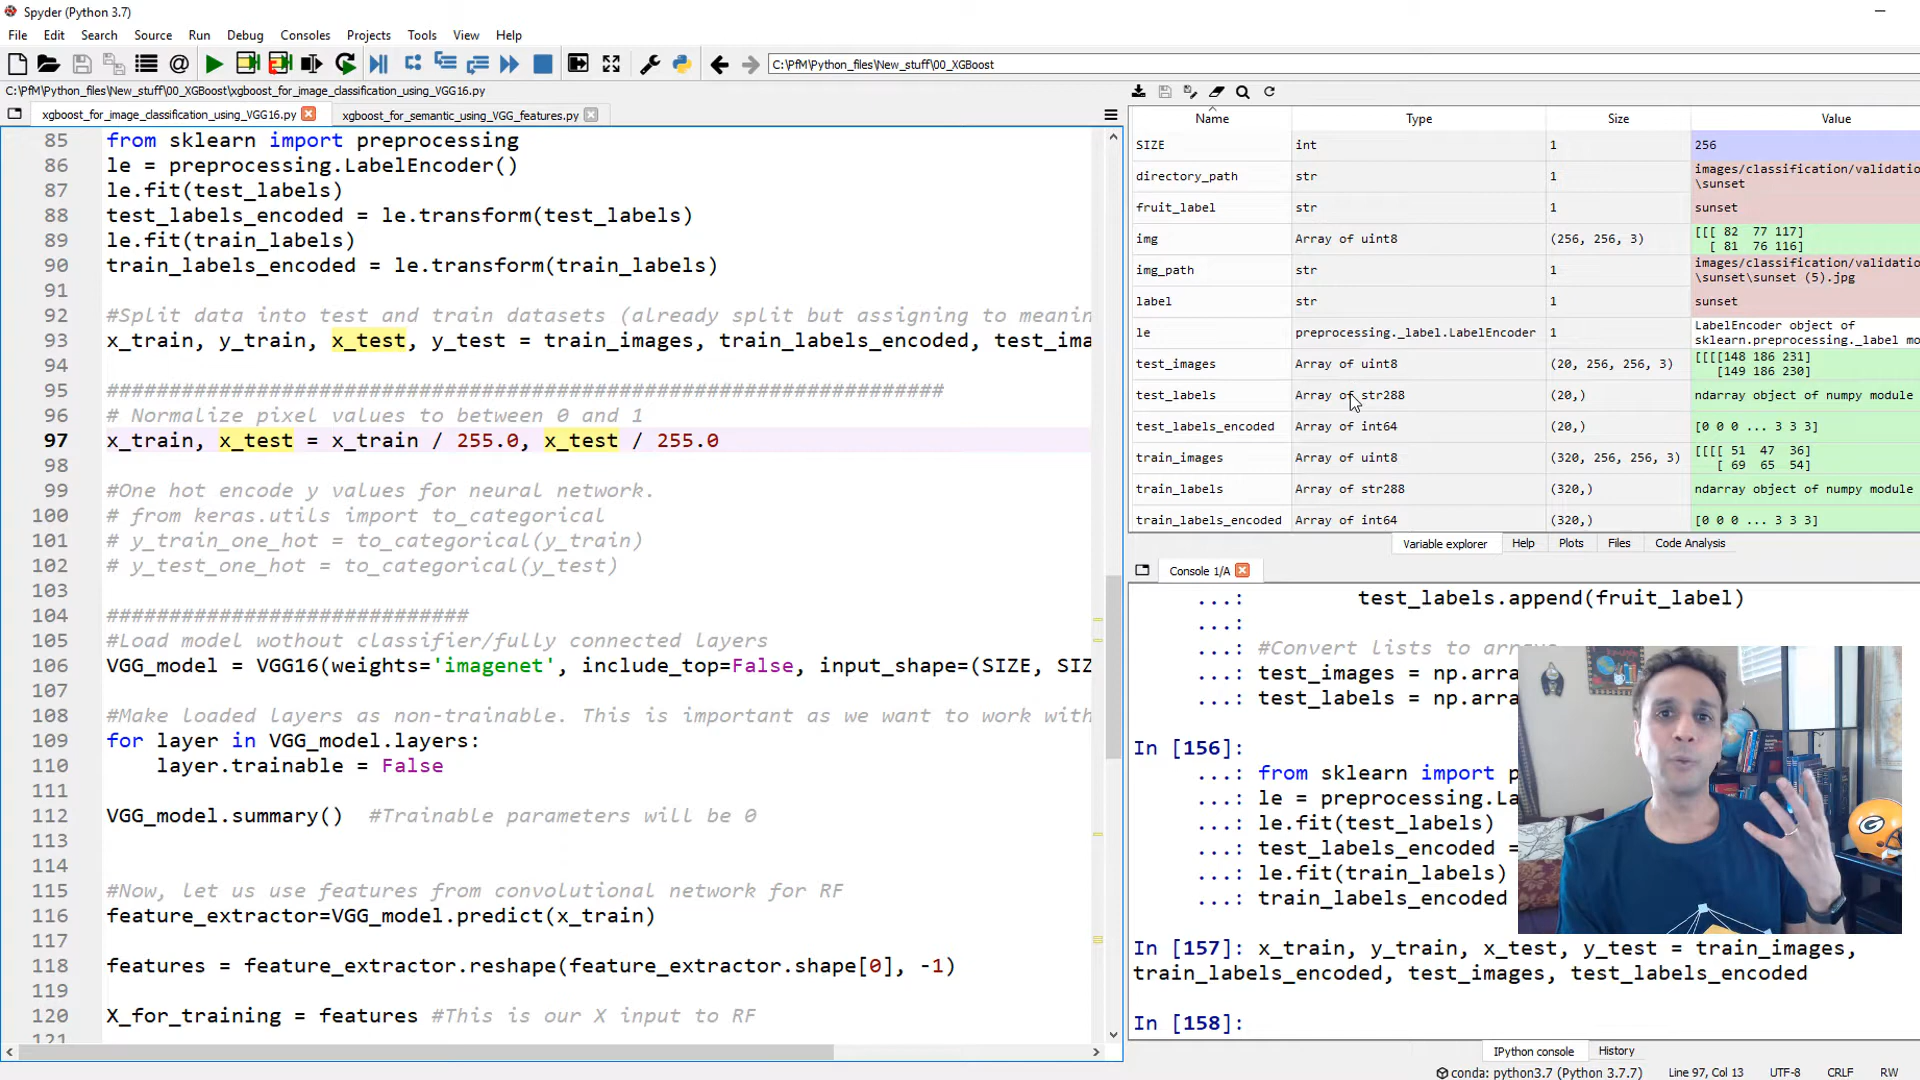 Spyder (Python 3.7)
File Edit Search Source Run Debug Consoles Projects Tools View Help
C:\PfM\Python_files\New_stuff\00_XGBoost
C:\PfM\Python_files\New_stuff\00_XGBoost\xgboost_for_image_classification_using_VGG16.py
xgboost_for_image_classification_using_VGG16.py xgboost_for_semantic_using_VGG_features.py
85 from sklearn import preprocessing
86 le = preprocessing.LabelEncoder()
87 le.fit(test_labels)
88 test_labels_encoded = le.transform(test_labels)
89 le.fit(train_labels)
90 train_labels_encoded = le.transform(train_labels)
91
92 #Split data into test and train datasets (already split but assigning to meanin
93 x_train, y_train, x_test, y_test = train_images, train_labels_encoded, test_ima
94
95 ###################################################################
96 # Normalize pixel values to between 0 and 1
97 x_train, x_test = x_train / 255.0, x_test / 255.0
98
99 #One hot encode y values for neural network.
100 # from keras.utils import to_categorical
101 # y_train_one_hot = to_categorical(y_train)
102 # y_test_one_hot = to_categorical(y_test)
103
104 #############################
105 #Load model wothout classifier/fully connected layers
106 VGG_model = VGG16(weights='imagenet', include_top=False, input_shape=(SIZE, SIZ
107
108 #Make loaded layers as non-trainable. This is important as we want to work with
109 for layer in VGG_model.layers:
110 layer.trainable = False
111
112 VGG_model.summary() #Trainable parameters will be 0
113
114
115 #Now, let us use features from convolutional network for RF
116 feature_extractor=VGG_model.predict(x_train)
117
118 features = feature_extractor.reshape(feature_extractor.shape[0], -1)
119
120 X_for_training = features #This is our X input to RF
121
Name Type Size Value
SIZE int 1 256
directory_path str 1 images/classification/validatio
\sunset
fruit_label str 1 sunset
img Array of uint8 (256, 256, 3) [[[ 82 77 117]
[ 81 76 116]
img_path str 1 images/classification/validatio
\sunset\sunset (5).jpg
label str 1 sunset
le preprocessing._label.LabelEncoder 1 LabelEncoder object of
sklearn.preprocessing._label mo
test_images Array of uint8 (20, 256, 256, 3) [[[[148 186 231]
[149 186 230]
test_labels Array of str288 (20,) ndarray object of numpy module
test_labels_encoded Array of int64 (20,) [0 0 0 ... 3 3 3]
train_images Array of uint8 (320, 256, 256, 3) [[[[ 51 47 36]
[ 69 65 54]
train_labels Array of str288 (320,) ndarray object of numpy module
train_labels_encoded Array of int64 (320,) [0 0 0 ... 3 3 3]
Variable explorer Help Plots Files Code Analysis
Console 1/A
...: test_labels.append(fruit_label)
...:
...: #Convert lists to arrays
...: test_images = np.arra
...: test_labels = np.arra
In [156]:
...: from sklearn import p
...: le = preprocessing.La
...: le.fit(test_labels)
...: test_labels_encoded =
...: le.fit(train_labels)
...: train_labels_encoded
In [157]: x_train, y_train, x_test, y_test = train_images,
train_labels_encoded, test_images, test_labels_encoded
In [158]:
IPython console History
conda: python3.7 (Python 3.7.7) Line 97, Col 13 UTF-8 CRLF RW